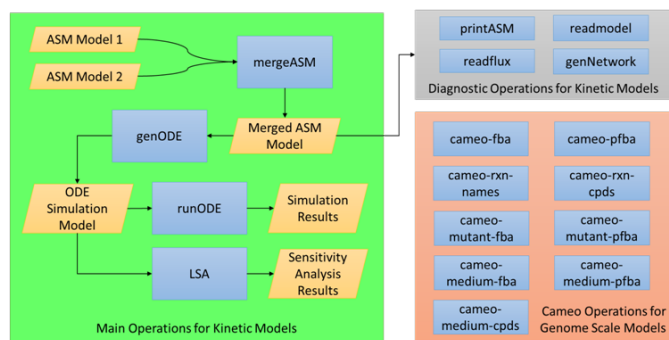 ASM Model 1
ASM Model 2
mergeASM
genODE
Merged ASM
Model
ODE
Simulation
Model
runODE
Simulation
Results
LSA
Sensitivity
Analysis
Results
Main Operations for Kinetic Models
printASM
readmodel
readflux
genNetwork
Diagnostic Operations for Kinetic Models
cameo-fba
cameo-pfba
cameo-rxn-
names
cameo-rxn-
cpds
cameo-
mutant-fba
cameo-
mutant-pfba
cameo-
medium-fba
cameo-
medium-pfba
cameo-
medium-cpds
Cameo Operations for
Genome Scale Models